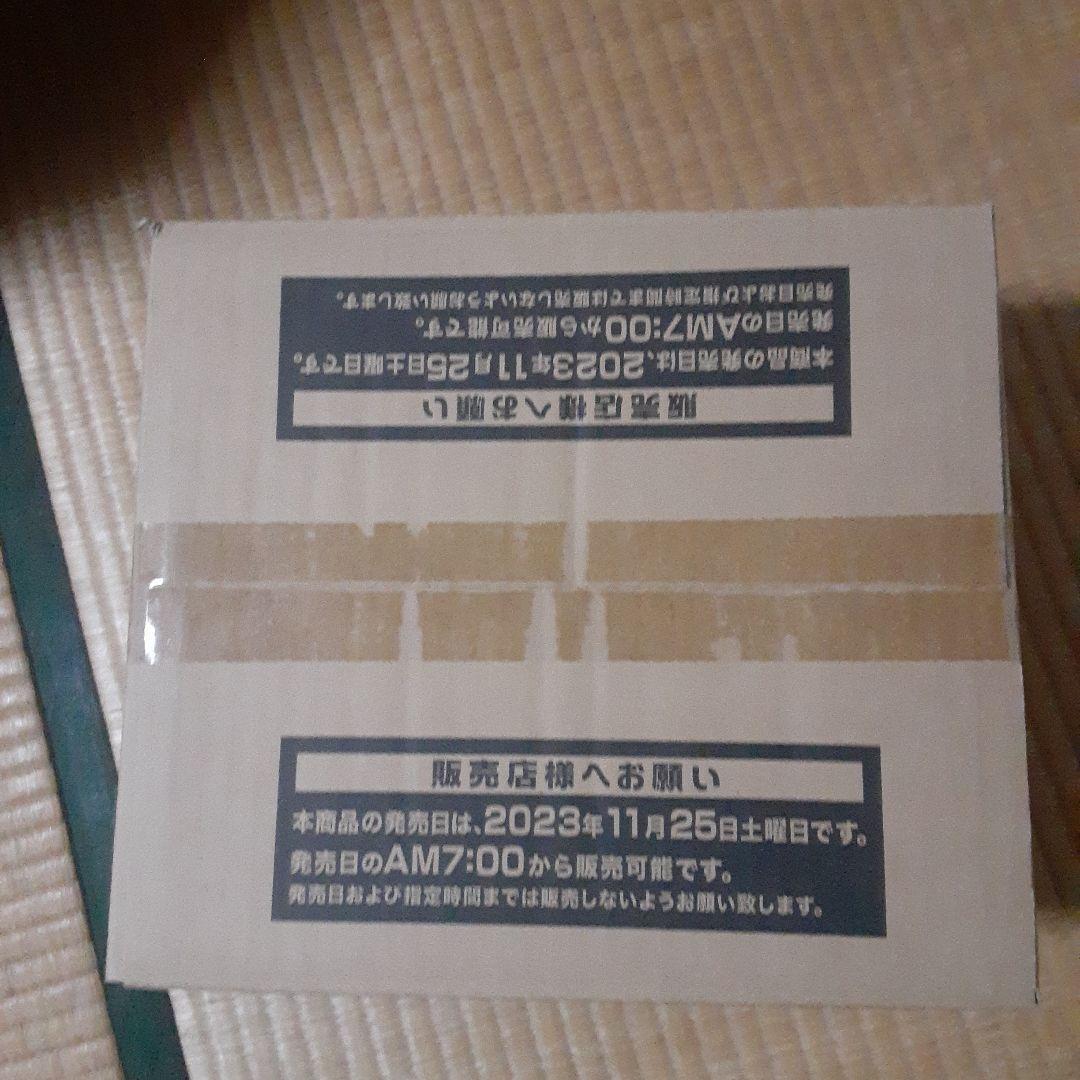 販売店様へお願い
本商品の発売日は、2023年11月25日土曜日です。
発売日のAM7:00から販売可能です。
発売日および指定時間までは販売しないようお願い致します。
販売店様へお願い
本商品の発売日は、2023年11月25日土曜日です。
発売日のAM7:00から販売可能です。
発売日および指定時間までは販売しないようお願い致します。